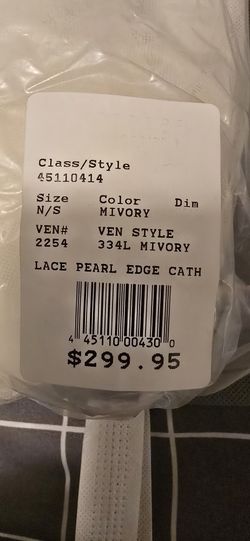 Class/Style
45110414
Size Color Dim
N/S MIVORY
VEN# VEN STYLE
2254 334L MIVORY
LACE PEARL EDGE CATH
4 45110 00430 0
$299.95